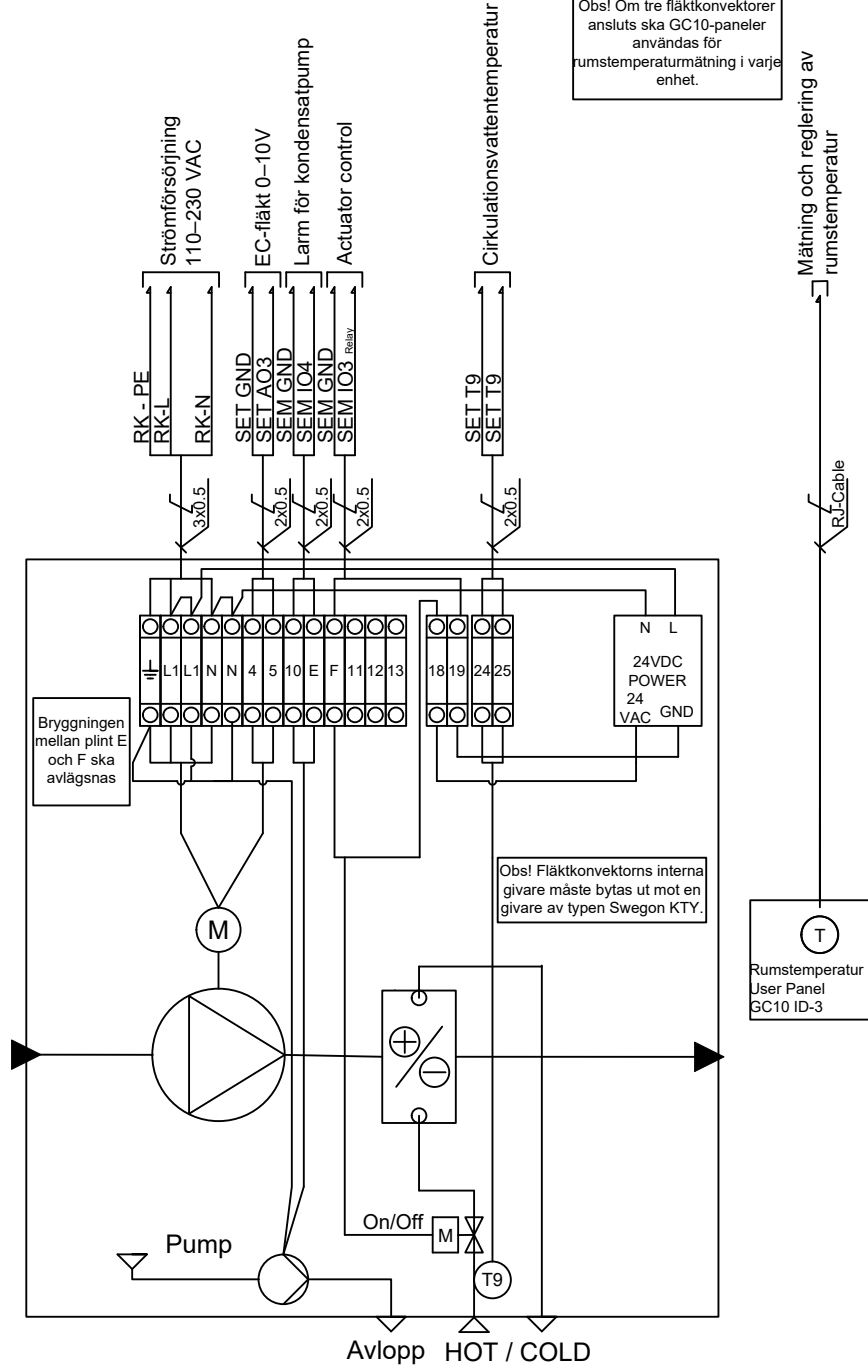 Obs! Om tre fläktkonvektorer
ansluts ska GC10-paneler
användas för
rumstemperaturmätning i varje
enhet.
Strömförsörjning
110–230 VAC
EC-fläkt 0–10V
Larm för kondensatpump
Actuator control
Cirkulationsvattentemperatur
Mätning och reglering av
rumstemperatur
RK - PE
RK-L
RK-N
SET GND
SET AO3
SEM GND
SEM IO4
SEM GND
SEM IO3 Relay
SET T9
SET T9
3x0.5
2x0.5
2x0.5
2x0.5
2x0.5
RJ-Cable
L1 L1 N N 4 5 10 E F 11 12 13
18 19
24 25
N L
24VDC
POWER
24
VAC GND
Bryggningen
mellan plint E
och F ska
avlägsnas
Obs! Fläktkonvektorns interna
givare måste bytas ut mot en
givare av typen Swegon KTY.
M
T
Rumstemperatur
User Panel
GC10 ID-3
On/Off
M
Pump
T9
Avlopp
HOT / COLD